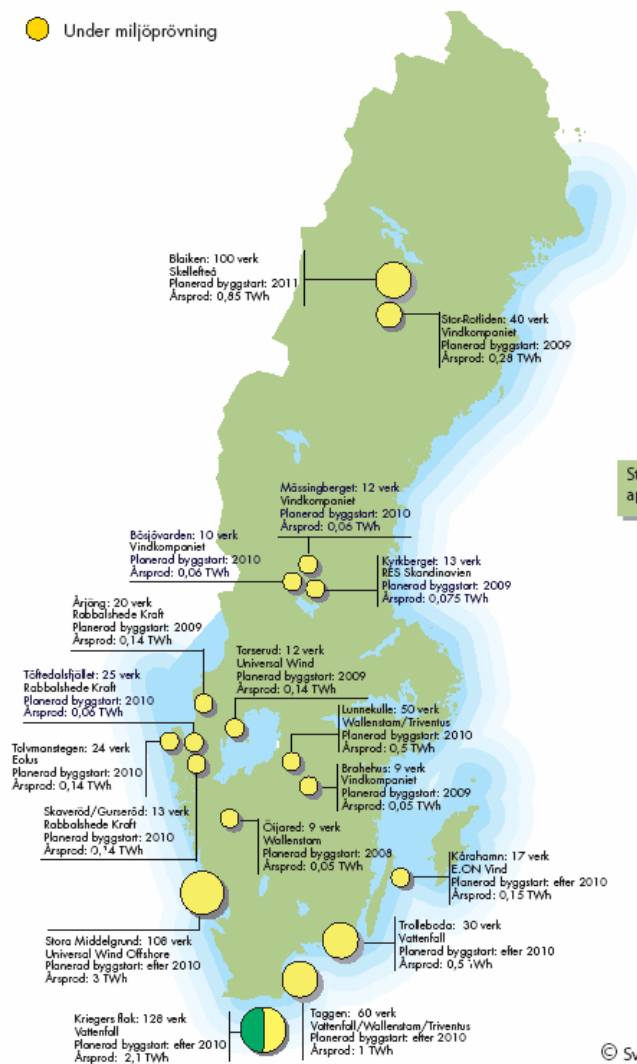 Under miljöprövning
Blaiken: 100 verk
Skellefteå
Planerad byggstart: 2011
Årsprod: 0,85 TWh
Stor-Rotliden: 40 verk
Vindkompaniet
Planerad byggstart: 2009
Årsprod: 0,28 TWh
Mässingberget: 12 verk
Vindkompaniet
Planerad byggstart: 2010
Årsprod: 0,06 TWh
Bösjövarden: 10 verk
Vindkompaniet
Planerad byggstart: 2010
Årsprod: 0,06 TWh
Kyrkberget: 13 verk
RES Skandinavien
Planerad byggstart: 2009
Årsprod: 0,075 TWh
Årjäng: 20 verk
Rabbalshede Kraft
Planerad byggstart: 2009
Årsprod: 0,14 TWh
Torserud: 12 verk
Universal Wind
Planerad byggstart: 2009
Årsprod: 0,14 TWh
Töftedalsfjället: 25 verk
Rabbalshede Kraft
Planerad byggstart: 2010
Årsprod: 0,06 TWh
Lunnekulle: 50 verk
Wallenstam/Triventus
Planerad byggstart: 2010
Årsprod: 0,5 TWh
Tolvmanstegen: 24 verk
Eolus
Planerad byggstart: 2010
Årsprod: 0,14 TWh
Brahehus: 9 verk
Vindkompaniet
Planerad byggstart: 2009
Årsprod: 0,05 TWh
Skaveröd/Gurseröd: 13 verk
Rabbalshede Kraft
Planerad byggstart: 2010
Årsprod: 0,14 TWh
Öijared: 9 verk
Wallenstam
Planerad byggstart: 2008
Årsprod: 0,05 TWh
Kårahamn: 17 verk
E.ON Vind
Planerad byggstart: efter 2010
Årsprod: 0,15 TWh
Stora Middelgrund: 108 verk
Universal Wind Offshore
Planerad byggstart: efter 2010
Årsprod: 3 TWh
Trolleboda: 30 verk
Vattenfall
Planerad byggstart: efter 2010
Årsprod: 0,5 TWh
Kriegers flak: 128 verk
Vattenfall
Planerad byggstart: efter 2010
Årsprod: 2,1 TWh
Taggen: 60 verk
Vattenfall/Wallenstam/Triventus
Planerad byggstart: efter 2010
Årsprod: 1 TWh
©